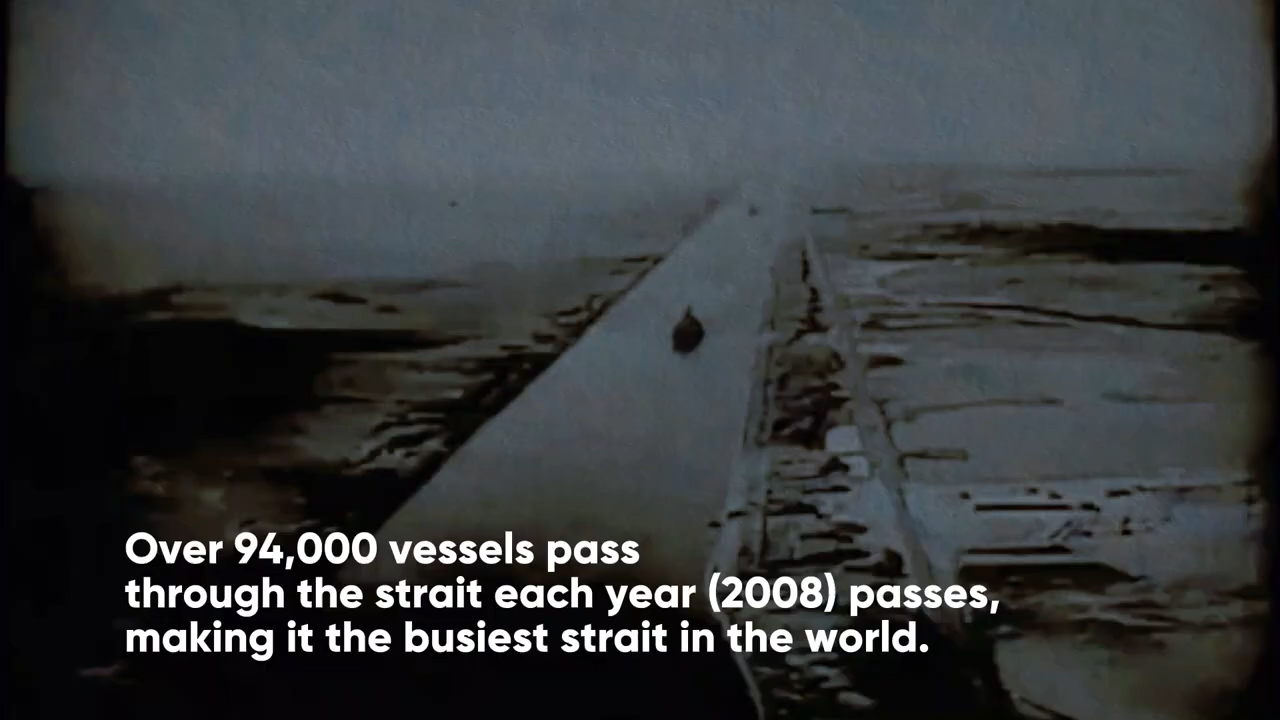 Over 94,000 vessels pass
through the strait each year (2008) passes,
making it the busiest strait in the world.